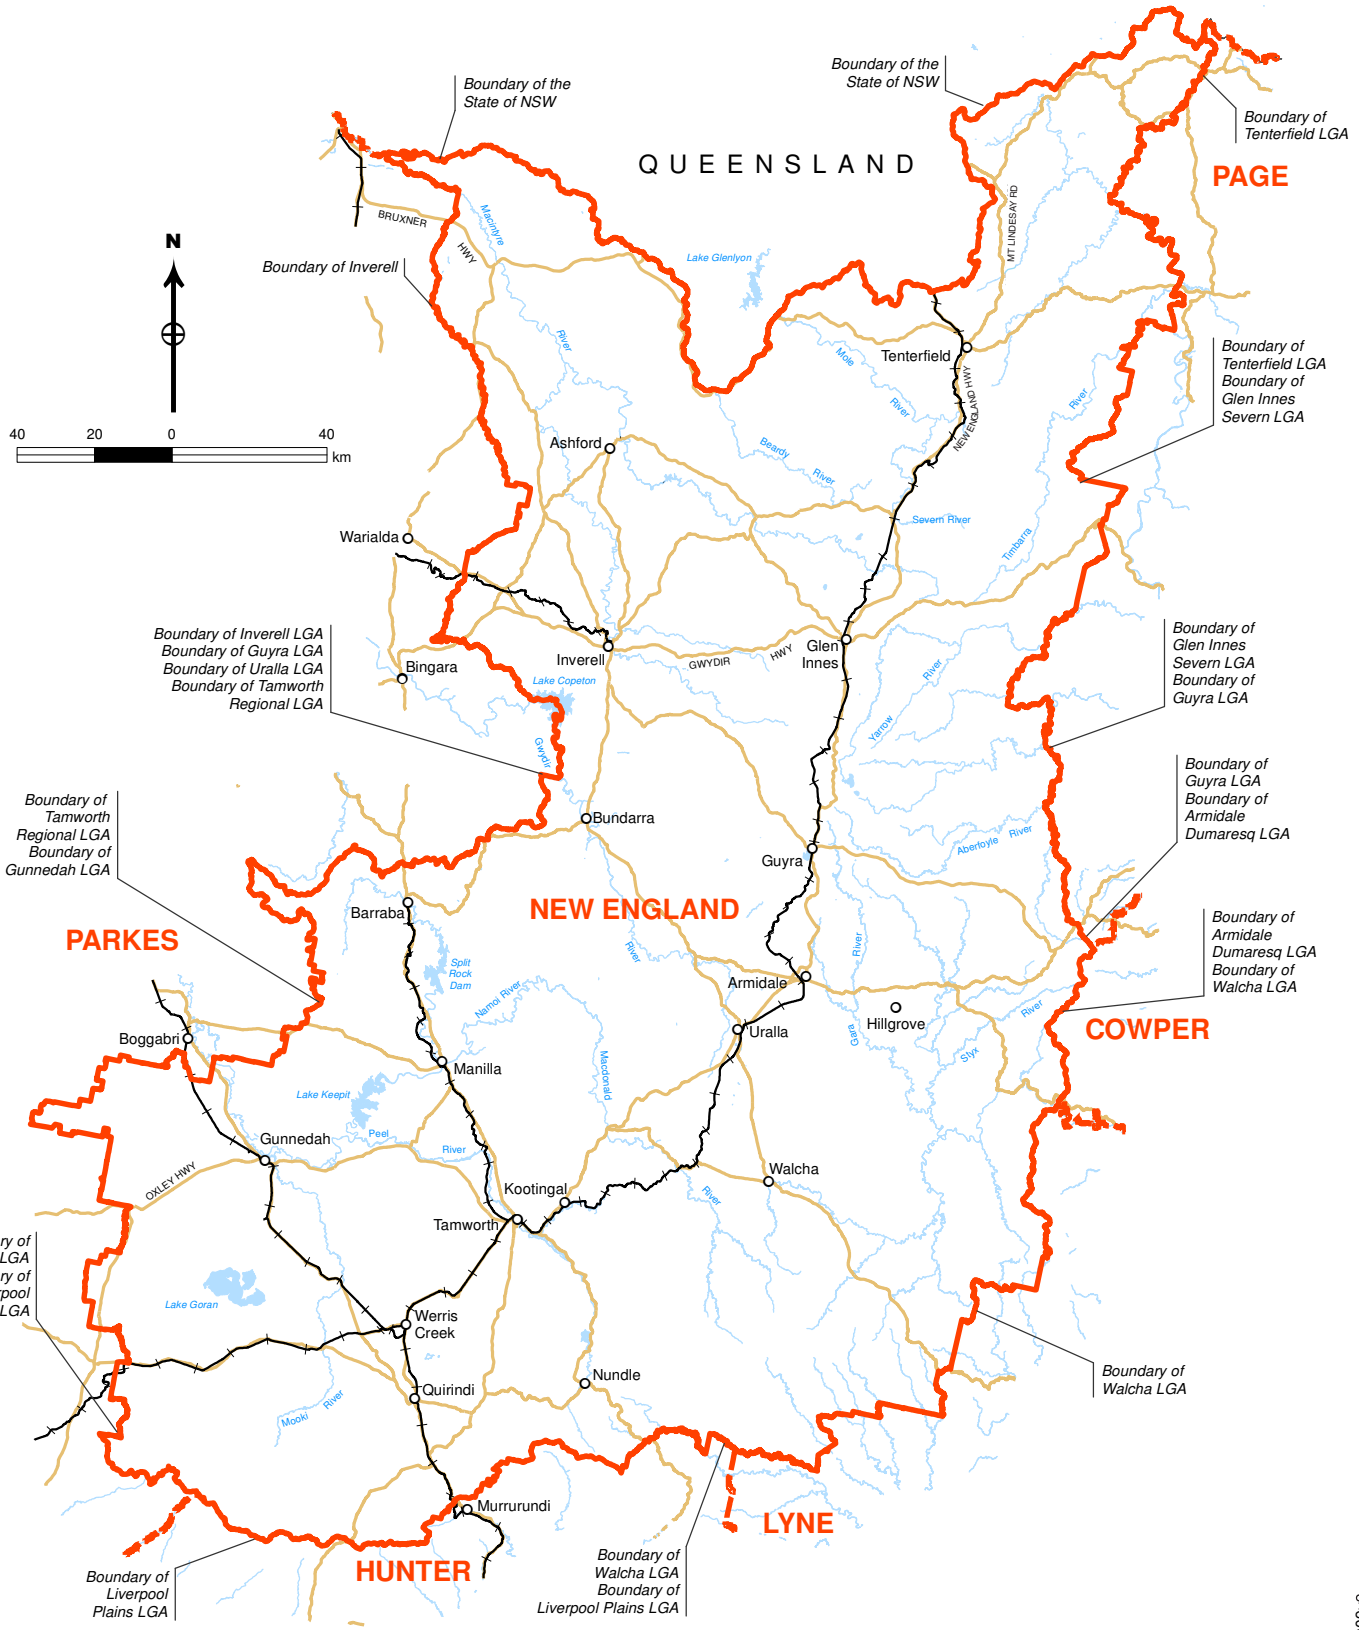 Boundary of the
State of NSW
Boundary of the
State of NSW
Boundary of
Tenterfield LGA
QUEENSLAND
PAGE
N
BRUXNER
HWY
Macintyre
MT LINDESAY RD
Boundary of Inverell
Lake Glenlyon
River
Mole
River
Tenterfield
NEW ENGLAND HWY
River
Boundary of
Tenterfield LGA
Boundary of
Glen Innes
Severn LGA
40 20 0 40
km
Ashford
Beardy
River
Severn River
Timbarra
Warialda
Boundary of Inverell LGA
Boundary of Guyra LGA
Boundary of Uralla LGA
Boundary of Tamworth
Regional LGA
Bingara
Inverell
GWYDIR
HWY
Glen
Innes
River
Yarrow
Boundary of
Glen Innes
Severn LGA
Boundary of
Guyra LGA
Lake Copeton
Gwydir
Boundary of
Tamworth
Regional LGA
Boundary of
Gunnedah LGA
Bundarra
Guyra
Aberfoyle
River
Boundary of
Guyra LGA
Boundary of
Armidale
Dumaresq LGA
Barraba
NEW ENGLAND
PARKES
Split
Rock
Dam
River
River
Boundary of
Armidale
Dumaresq LGA
Boundary of
Walcha LGA
Namoi River
Armidale
Hillgrove
River
Boggabri
Uralla
Gara
Styx
COWPER
Manilla
Macdonald
Lake Keepit
Peel
River
Gunnedah
OXLEY HWY
Kootingal
Walcha
River
Tamworth
ry of
LGA
ry of
rpool
LGA
Lake Goran
Werris
Creek
Nundle
Quirindi
Mooki
River
Boundary of
Walcha LGA
Murrurundi
LYNE
HUNTER
Boundary of
Liverpool
Plains LGA
Boundary of
Walcha LGA
Boundary of
Liverpool Plains LGA